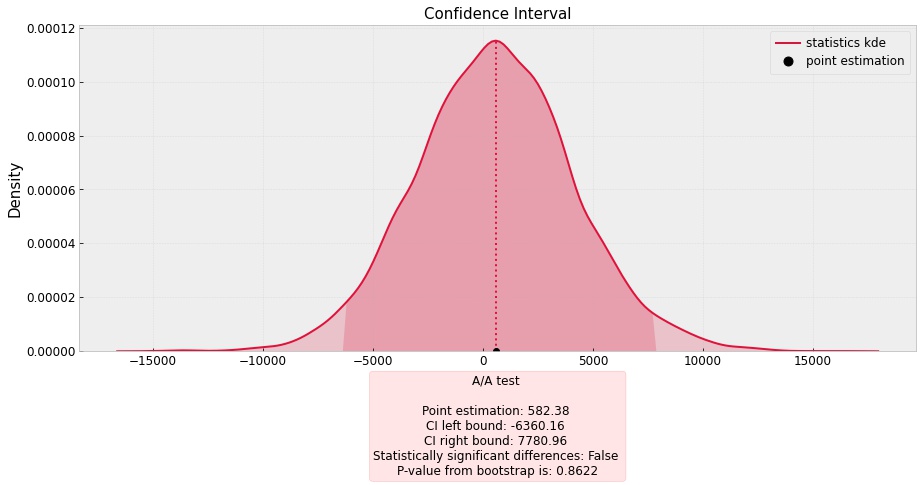 Confidence Interval
0.00012
0.00010
0.00008
0.00006
0.00004
0.00002
0.00000
Density
statistics kde
point estimation
−15000 −10000 −5000 0 5000 10000 15000
A/A test
Point estimation: 582.38
CI left bound: -6360.16
CI right bound: 7780.96
Statistically significant differences: False
P-value from bootstrap is: 0.8622